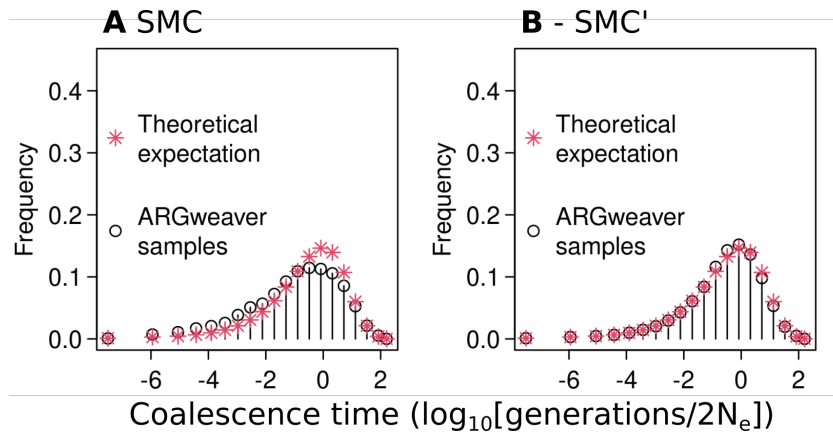 A SMC
0.4
0.3
0.2
0.1
0.0
Frequency
Theoretical
expectation
ARGweaver
samples
-6 -4 -2 0 2
B - SMC'
0.4
0.3
0.2
0.1
0.0
Frequency
Theoretical
expectation
ARGweaver
samples
-6 -4 -2 0 2
Coalescence time (log₁₀[generations/2Nₑ])